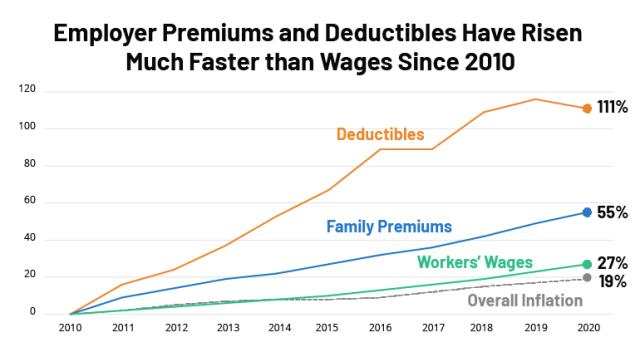 Employer Premiums and Deductibles Have Risen
Much Faster than Wages Since 2010
120
100
80
60
40
20
0
Deductibles
111%
Family Premiums
55%
Workers’ Wages
27%
19%
Overall Inflation
2010 2011 2012 2013 2014 2015 2016 2017 2018 2019 2020